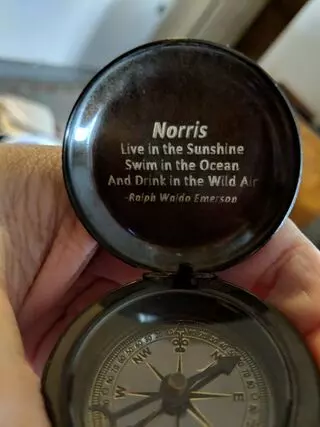 Norris
Live in the Sunshine
Swim in the Ocean
And Drink in the Wild Air
-Ralph Waldo Emerson
NW
N
W
E